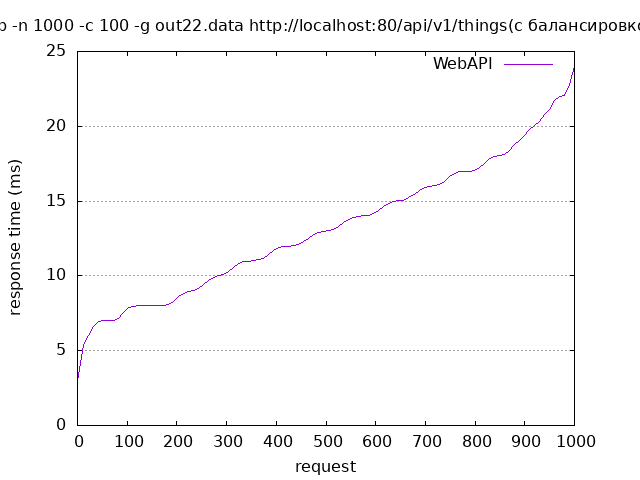 -n 1000 -c 100 -g out22.data http://localhost:80/api/v1/things(с
WebAPI
25
20
15
10
5
0
response time (ms)
0 100 200 300 400 500 600 700 800 900 1000
request